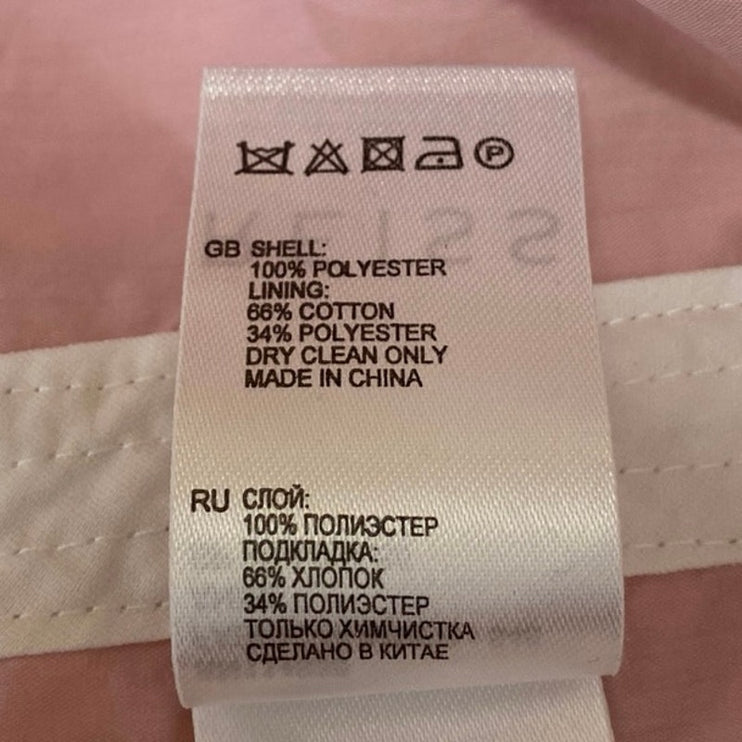 P
GB SHELL:
100% POLYESTER
LINING:
66% COTTON
34% POLYESTER
DRY CLEAN ONLY
MADE IN CHINA
RU СЛОЙ:
100% ПОЛИЭСТЕР
ПОДКЛАДКА:
66% ХЛОПОК
34% ПОЛИЭСТЕР
ТОЛЬКО ХИМЧИСТКА
СДЕЛАНО В КИТАЕ